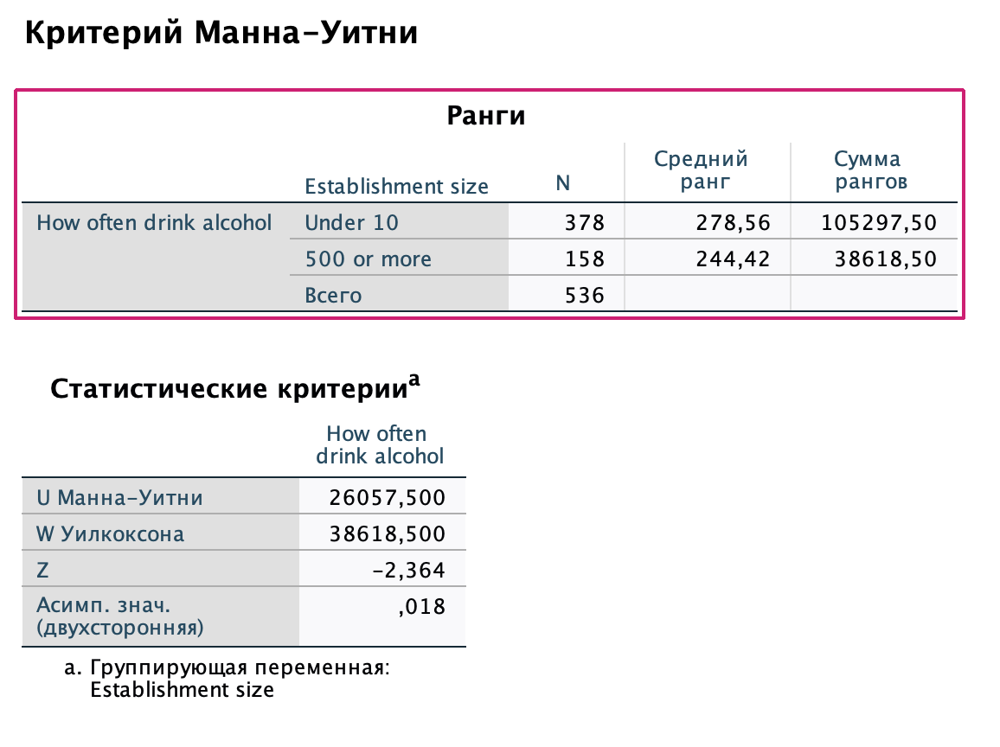 Критерий Манна-Уитни
Ранги
Establishment size N Средний ранг Сумма рангов
How often drink alcohol Under 10 378 278,56 105297,50
500 or more 158 244,42 38618,50
Всего 536
Статистические критерииᵃ
How often
drink alcohol
U Манна-Уитни 26057,500
W Уилкоксона 38618,500
Z -2,364
Асимп. знач. ,018
(двухсторонняя)
a. Группирующая переменная:
Establishment size